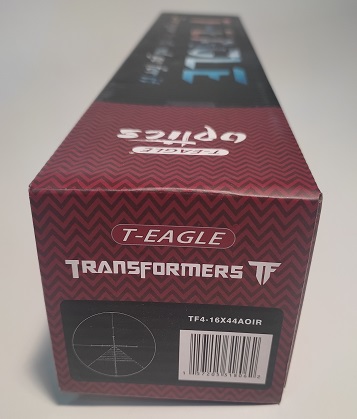 T-EAGLE
optics
T-EAGLE
TRANSFORMERS TF
TF4-16X44AOIR